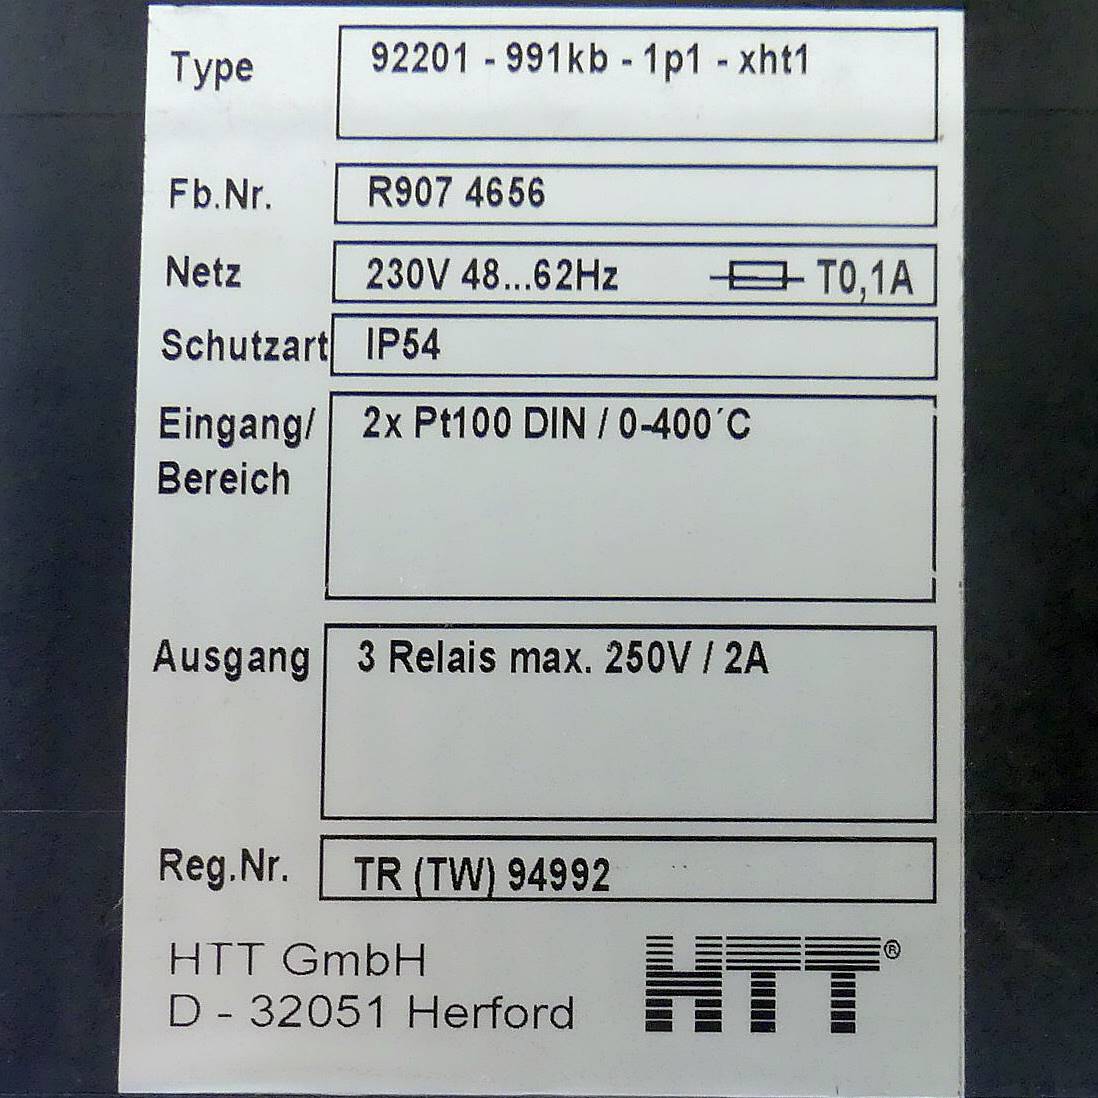 Type 92201 - 991kb - 1p1 - xht1
Fb.Nr. R907 4656
Netz 230V 48...62Hz T0,1A
Schutzart IP54
Eingang/ 2x Pt100 DIN / 0-400´C
Bereich
Ausgang 3 Relais max. 250V / 2A
Reg.Nr. TR (TW) 94992
HTT GmbH
D - 32051 Herford
HTT®